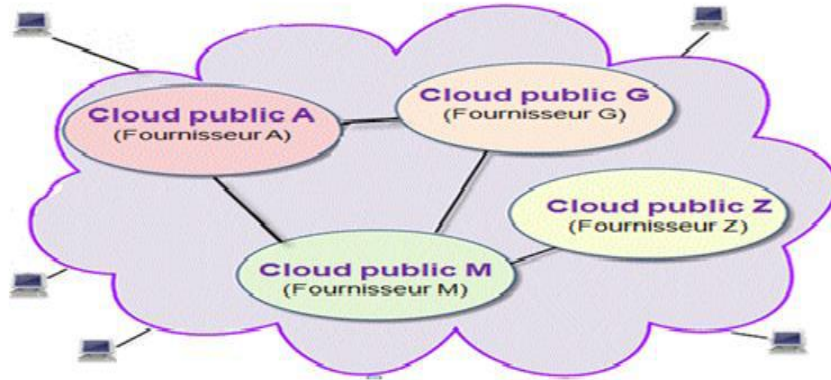 Cloud public A
(Fournisseur A)
Cloud public G
(Fournisseur G)
Cloud public Z
(Fournisseur Z)
Cloud public M
(Fournisseur M)